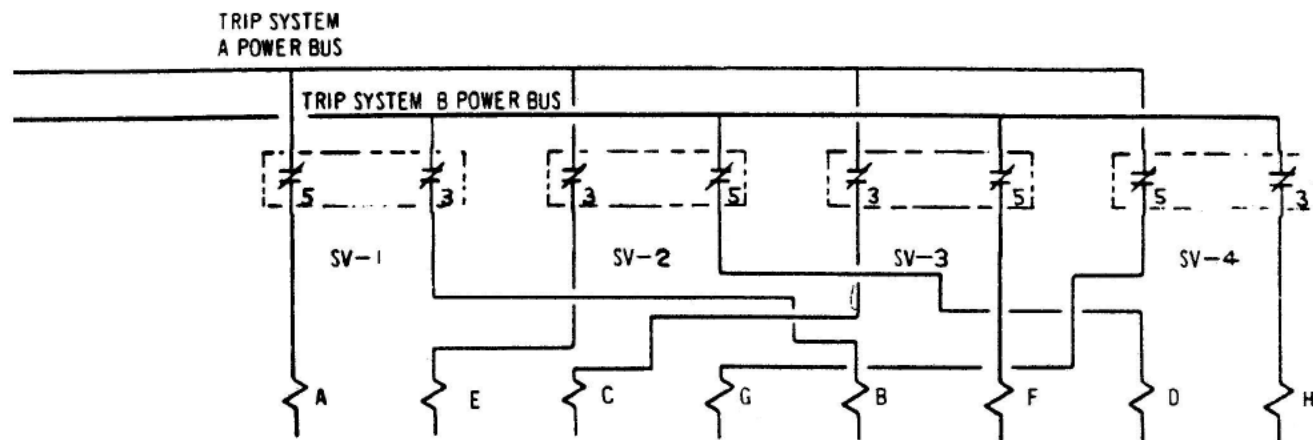 TRIP SYSTEM
A POWER BUS
TRIP SYSTEM B POWER BUS
5 3 3 5 3 5 5 3
SV-1 SV-2 SV-3 SV-4
A E C G B F D H